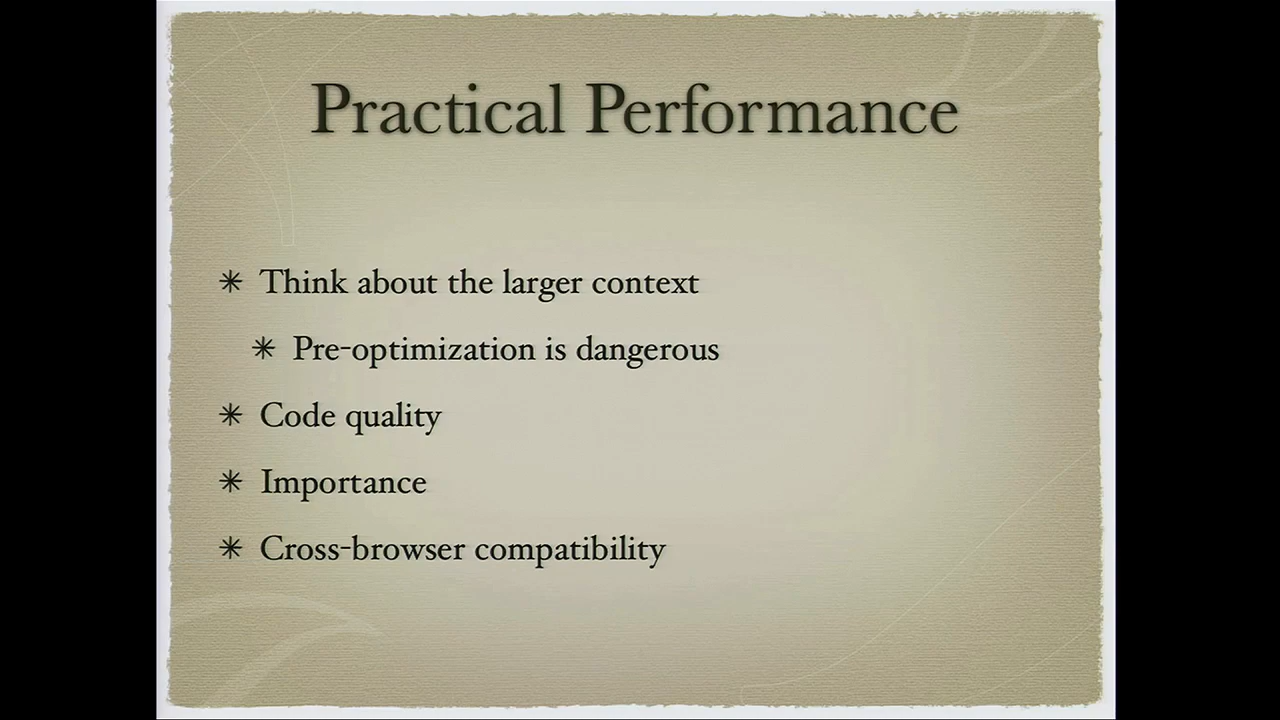 Practical Performance
✴ Think about the larger context
✴ Pre-optimization is dangerous
✴ Code quality
✴ Importance
✴ Cross-browser compatibility